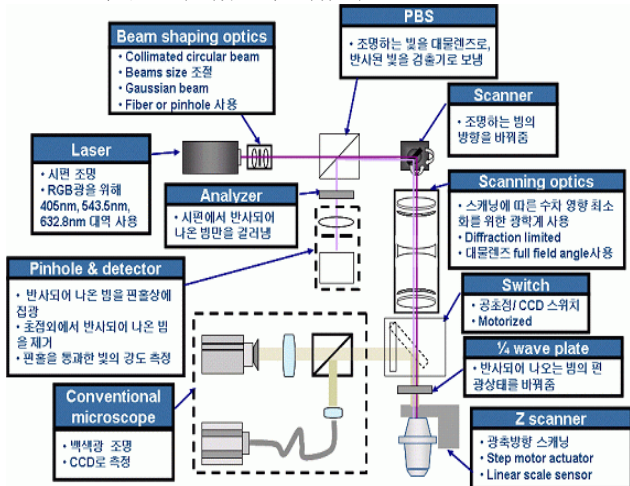 PBS
• 조명하는 빛을 대물렌즈로,
반사된 빛을 검출기로 보냄
Beam shaping optics
• Collimated circular beam
• Beams size 조절
• Gaussian beam
• Fiber or pinhole 사용
Scanner
• 조명하는 빔의
방향을 바꿔줌
Laser
• 시편 조명
• RGB광을 위해
405nm, 543.5nm,
632.8nm 대역 사용
Analyzer
• 시편에서 반사되어
나온 빔만을 걸러냄
Scanning optics
• 스캐닝에 따른 수차 영향 최소
화를 위한 광학계 사용
• Diffraction limited
• 대물렌즈 full field angle사용
Pinhole & detector
• 반사되어 나온 빔을 핀홀상에
집광
• 초점외에서 반사되어 나온 빔
을 제거
• 핀홀을 통과한 빛의 강도 측정
Switch
• 공초점/ CCD 스위치
• Motorized
¼ wave plate
• 반사되어 나오는 빔의 편
광상태를 바꿔줌
Conventional
microscope
• 백색광 조명
• CCD로 측정
Z scanner
• 광축방향 스캐닝
• Step motor actuator
• Linear scale sensor